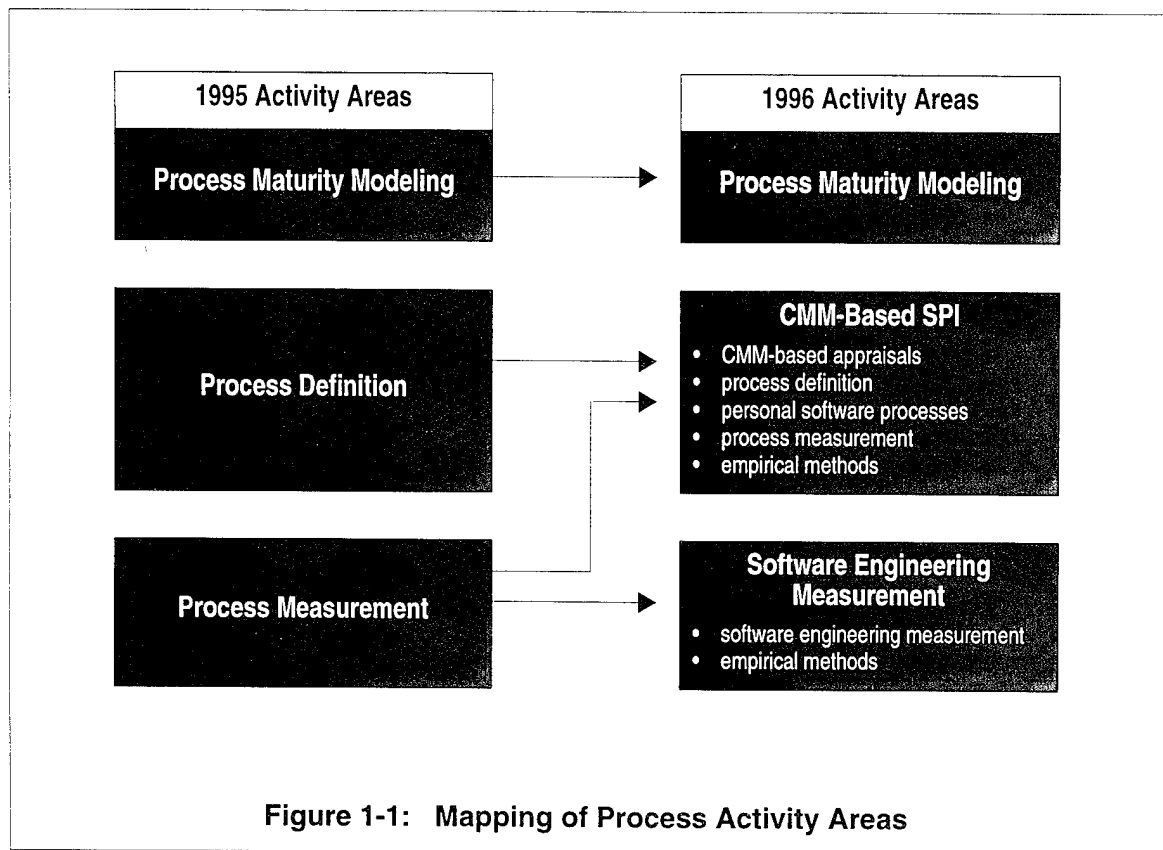 1995 Activity Areas
Process Maturity Modeling
Process Definition
Process Measurement
1996 Activity Areas
Process Maturity Modeling
CMM-Based SPI
• CMM-based appraisals
• process definition
• personal software processes
• process measurement
• empirical methods
Software Engineering
Measurement
• software engineering measurement
• empirical methods
Figure 1-1: Mapping of Process Activity Areas